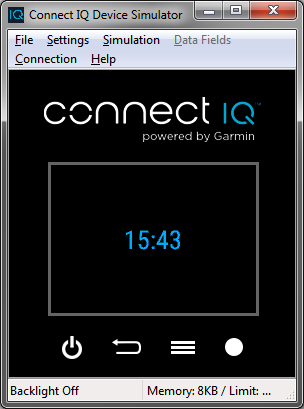 IQ Connect IQ Device Simulator
File Settings Simulation Data Fields
Connection Help
connect IQ™
powered by Garmin
15:43
Backlight Off Memory: 8KB / Limit: ...